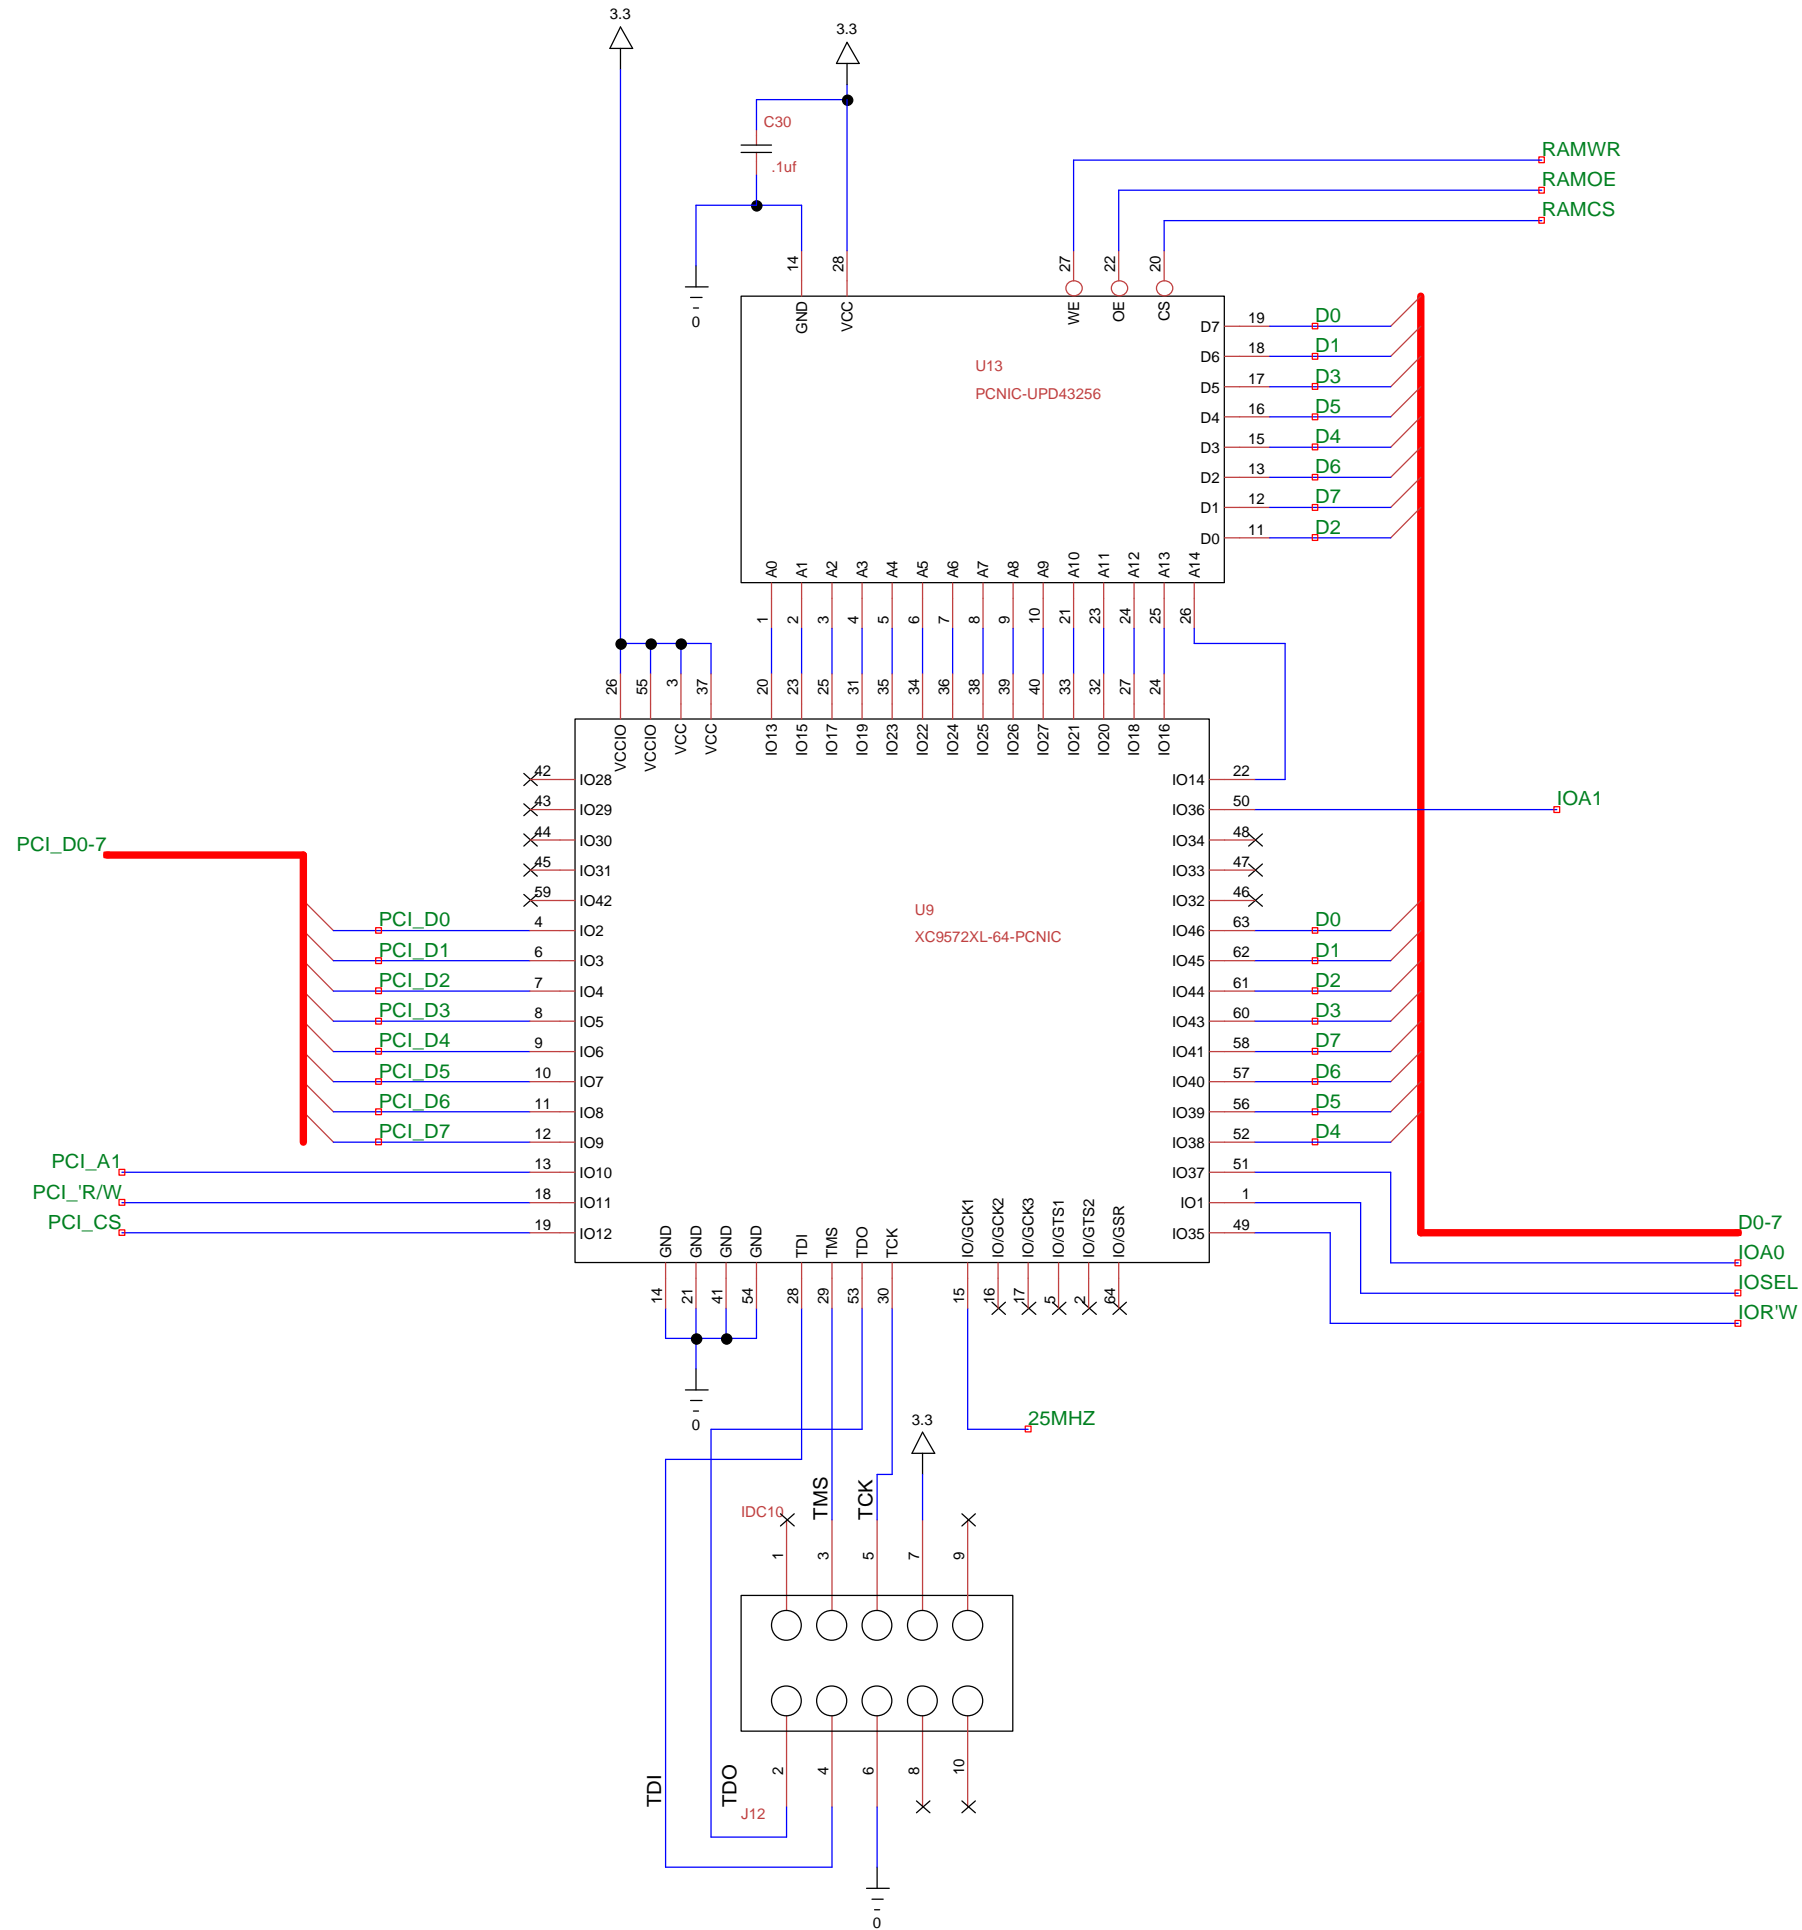 3.3
3.3
C30
.1uf
RAMWR
RAMOE
RAMCS
14
28
27
22
20
0
GND
VCC
WE
OE
CS
U13
PCNIC-UPD43256
D7 19 D0
D6 18 D1
D5 17 D3
D4 16 D5
D3 15 D4
D2 13 D6
D1 12 D7
D0 11 D2
A0 A1 A2 A3 A4 A5 A6 A7 A8 A9 A10 A11 A12 A13 A14
1 2 3 4 5 6 7 8 9 10 21 23 24 25 26
26 55 3 37 20 23 25 31 35 34 36 38 39 40 33 32 27 24
VCCIO VCCIO VCC VCC IO13 IO15 IO17 IO19 IO23 IO22 IO24 IO25 IO26 IO27 IO21 IO20 IO18 IO16
42 IO28
43 IO29
44 IO30
45 IO31
59 IO42
IO14 22
IO36 50 IOA1
IO34 48
IO33 47
IO32 46
PCI_D0-7
U9
XC9572XL-64-PCNIC
PCI_D0 4 IO2
PCI_D1 6 IO3
PCI_D2 7 IO4
PCI_D3 8 IO5
PCI_D4 9 IO6
PCI_D5 10 IO7
PCI_D6 11 IO8
PCI_D7 12 IO9
PCI_A1 13 IO10
PCI_'R/W 18 IO11
PCI_CS 19 IO12
IO46 63 D0
IO45 62 D1
IO44 61 D2
IO43 60 D3
IO41 58 D7
IO40 57 D6
IO39 56 D5
IO38 52 D4
IO37 51
IO1 1
IO35 49
D0-7
IOA0
IOSEL
IOR'W
GND GND GND GND TDI TMS TDO TCK IO/GCK1 IO/GCK2 IO/GCK3 IO/GTS1 IO/GTS2 IO/GSR
14 21 41 54 28 29 53 30 15 16 17 5 2 64
0
3.3
25MHZ
TMS
TCK
IDC10
1 3 5 7 9
2 4 6 8 10
TDI
TDO
J12
0